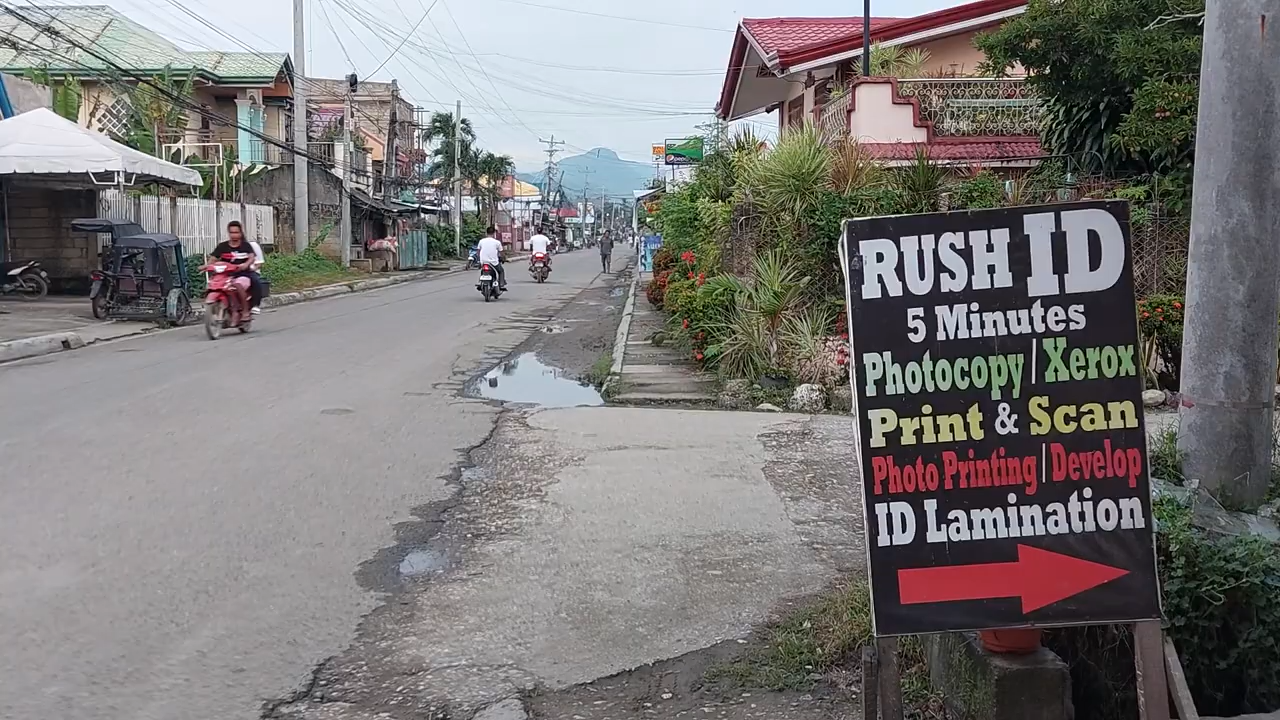 RUSH ID
5 Minutes
Photocopy | Xerox
Print & Scan
Photo Printing | Develop
ID Lamination